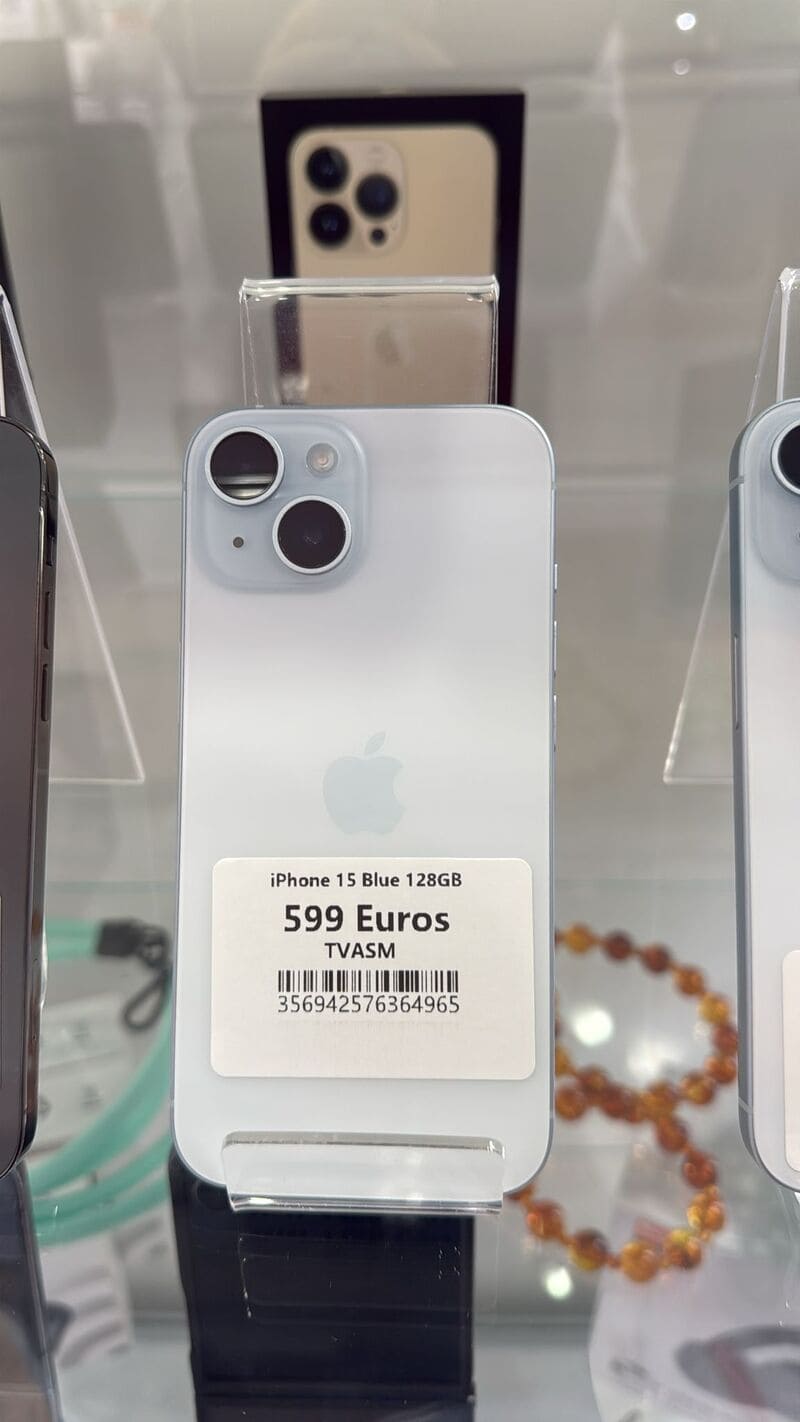 iPhone 15 Blue 128GB
599 Euros
TVASM
356942576364965